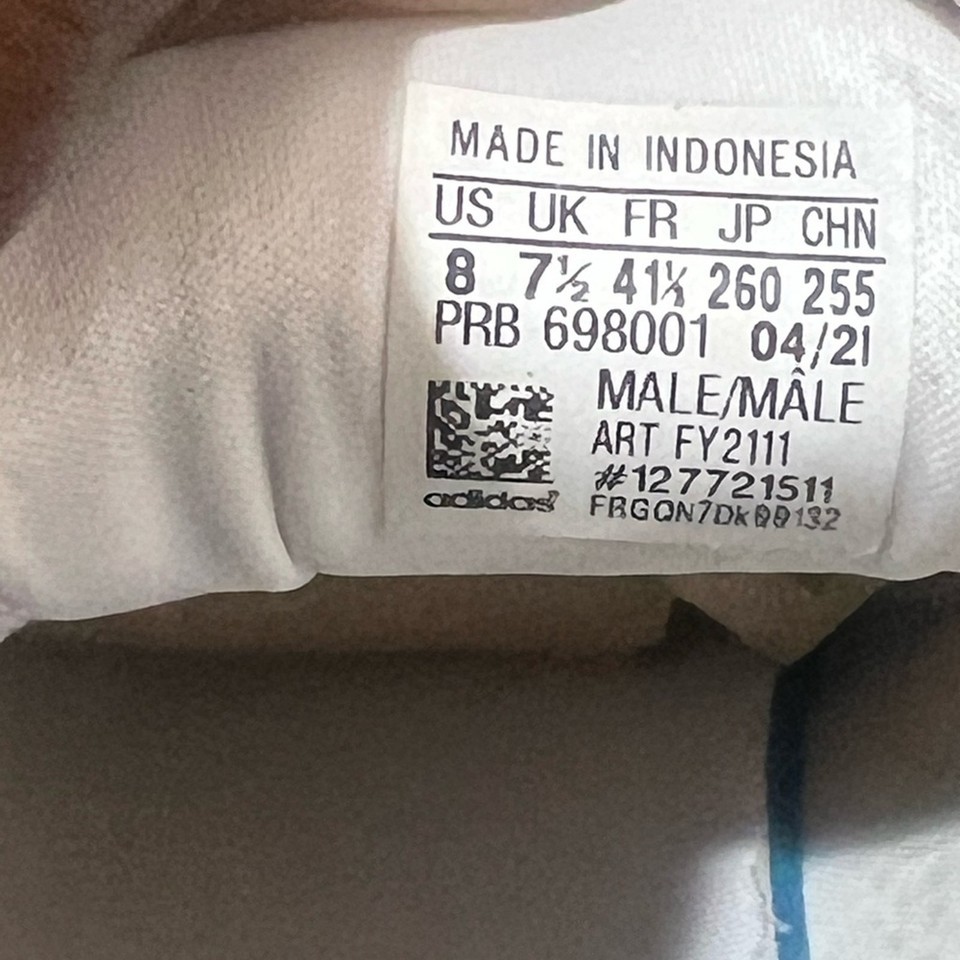 MADE IN INDONESIA
US UK FR JP CHN
8 7½ 41⅓ 260 255
PRB 698001 04/21
MALE/MÂLE
ART FY2111
#127721511
adidas